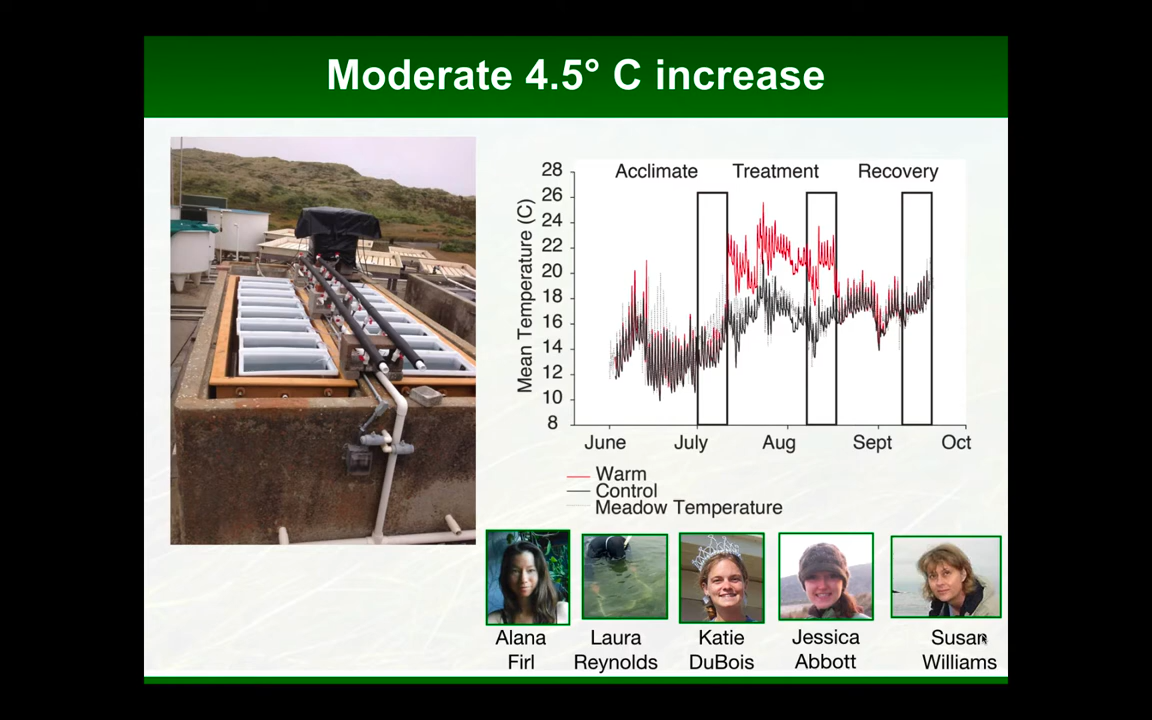 Moderate 4.5° C increase
Acclimate Treatment Recovery
Mean Temperature (C)
28
26
24
22
20
18
16
14
12
10
8
June July Aug Sept Oct
Warm
Control
Meadow Temperature
Alana
Firl
Laura
Reynolds
Katie
DuBois
Jessica
Abbott
Susan
Williams